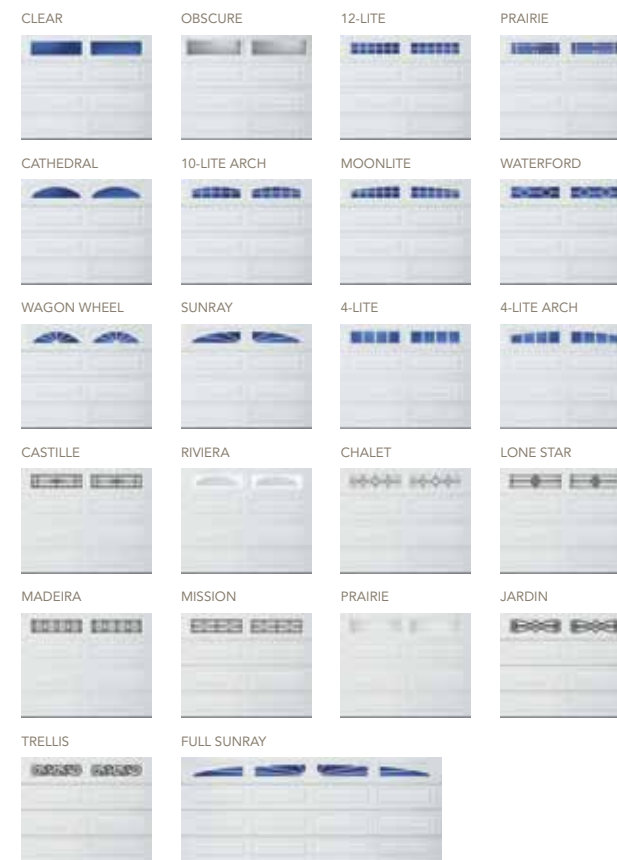 CLEAR
OBSCURE
12-LITE
PRAIRIE
CATHEDRAL
10-LITE ARCH
MOONLITE
WATERFORD
WAGON WHEEL
SUNRAY
4-LITE
4-LITE ARCH
CASTILLE
RIVIERA
CHALET
LONE STAR
MADEIRA
MISSION
PRAIRIE
JARDIN
TRELLIS
FULL SUNRAY